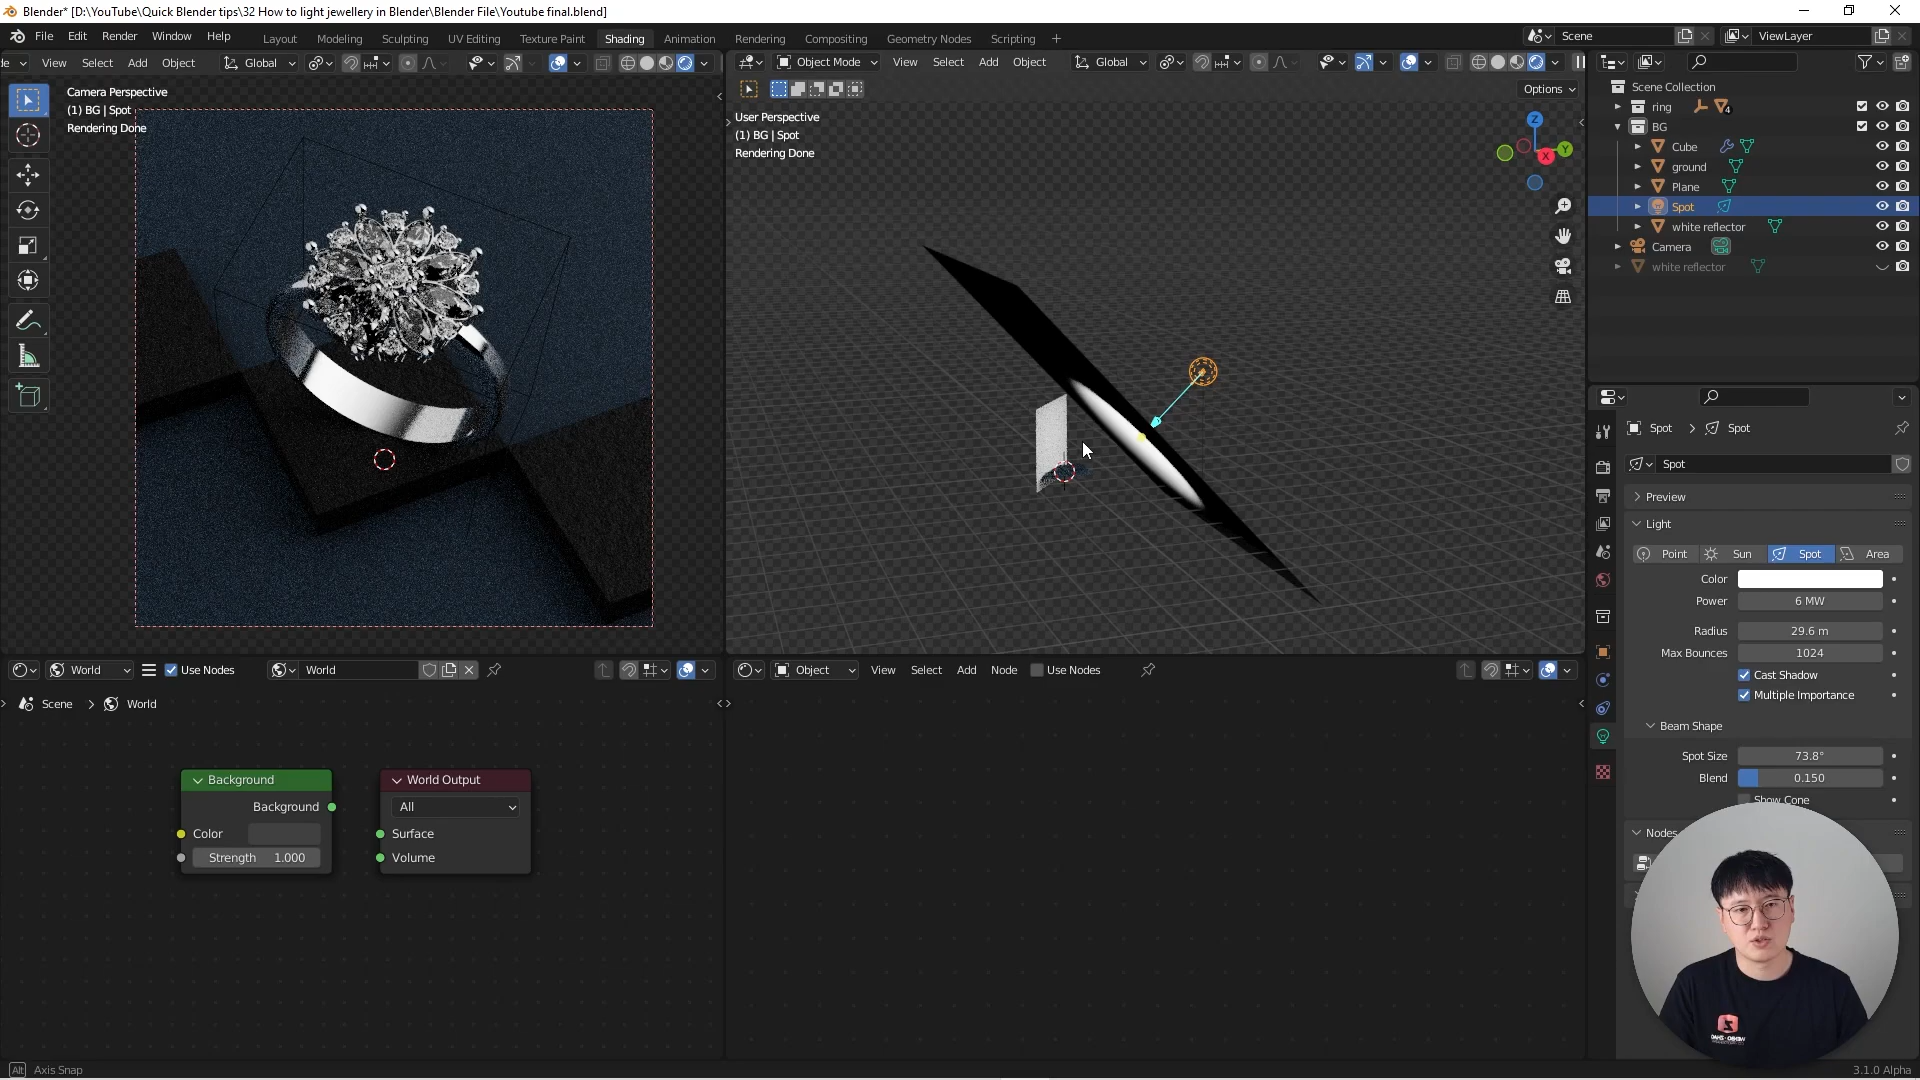 Blender* [D:\YouTube\Quick Blender tips\32 How to light jewellery in Blender\Blender File\Youtube final.blend]
File Edit Render Window Help Layout Modeling Sculpting UV Editing Texture Paint Shading Animation Rendering Compositing Geometry Nodes Scripting + Scene ViewLayer
de View Select Add Object Global
Object Mode View Select Add Object Global
Options
Camera Perspective
(1) BG | Spot
Rendering Done
User Perspective
(1) BG | Spot
Rendering Done
Z
Y
X
Scene Collection
ring 4
BG
Cube
ground
Plane
Spot
white reflector
Camera
white reflector
Spot Spot
Spot
Preview
Light
Point Sun Spot Area
Color
Power 6 MW
Radius 29.6 m
Max Bounces 1024
Cast Shadow
Multiple Importance
Beam Shape
Spot Size 73.8°
Blend 0.150
Show Cone
Nodes
World Use Nodes World
Object View Select Add Node Use Nodes
Scene World
Background
Background
Color
Strength 1.000
World Output
All
Surface
Volume
Alt Axis Snap
3.1.0 Alpha